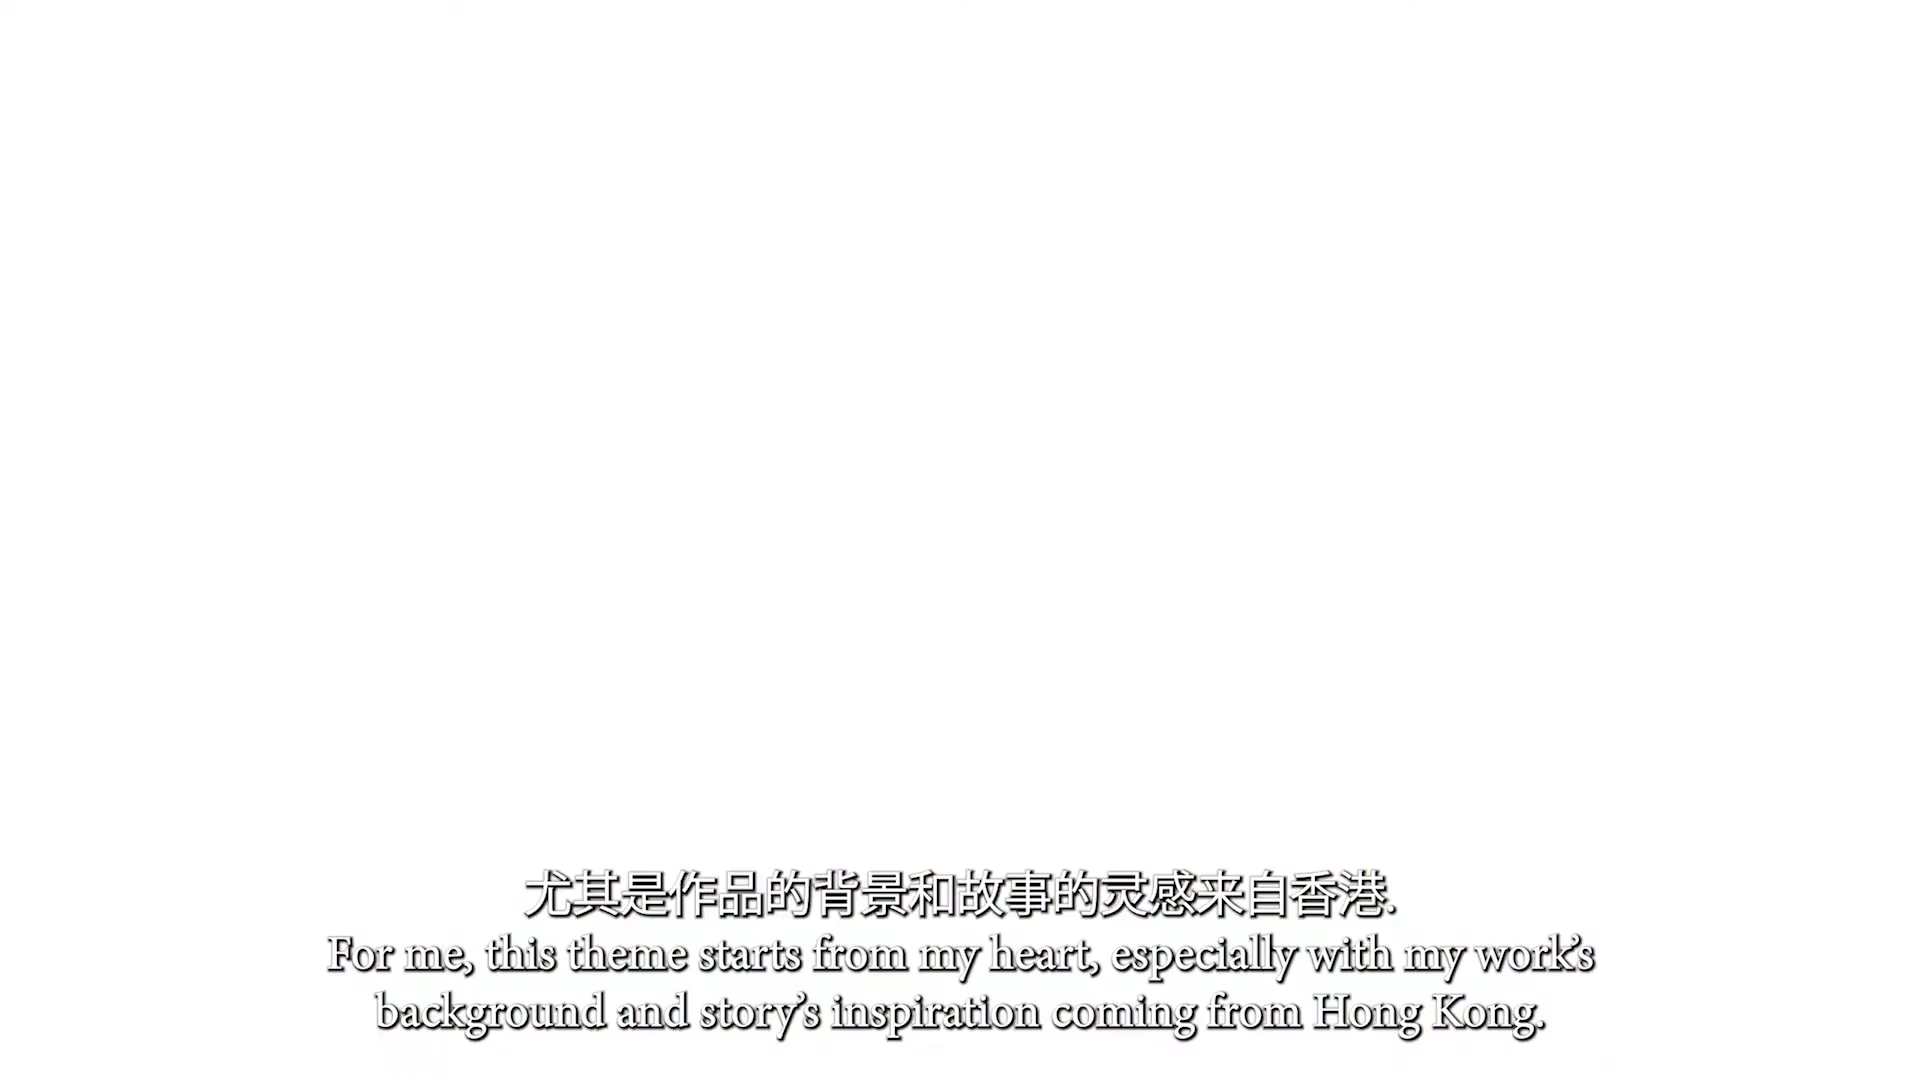 尤其是作品的背景和故事的灵感来自香港.
For me, this theme starts from my heart, especially with my work’s
background and story’s inspiration coming from Hong Kong.